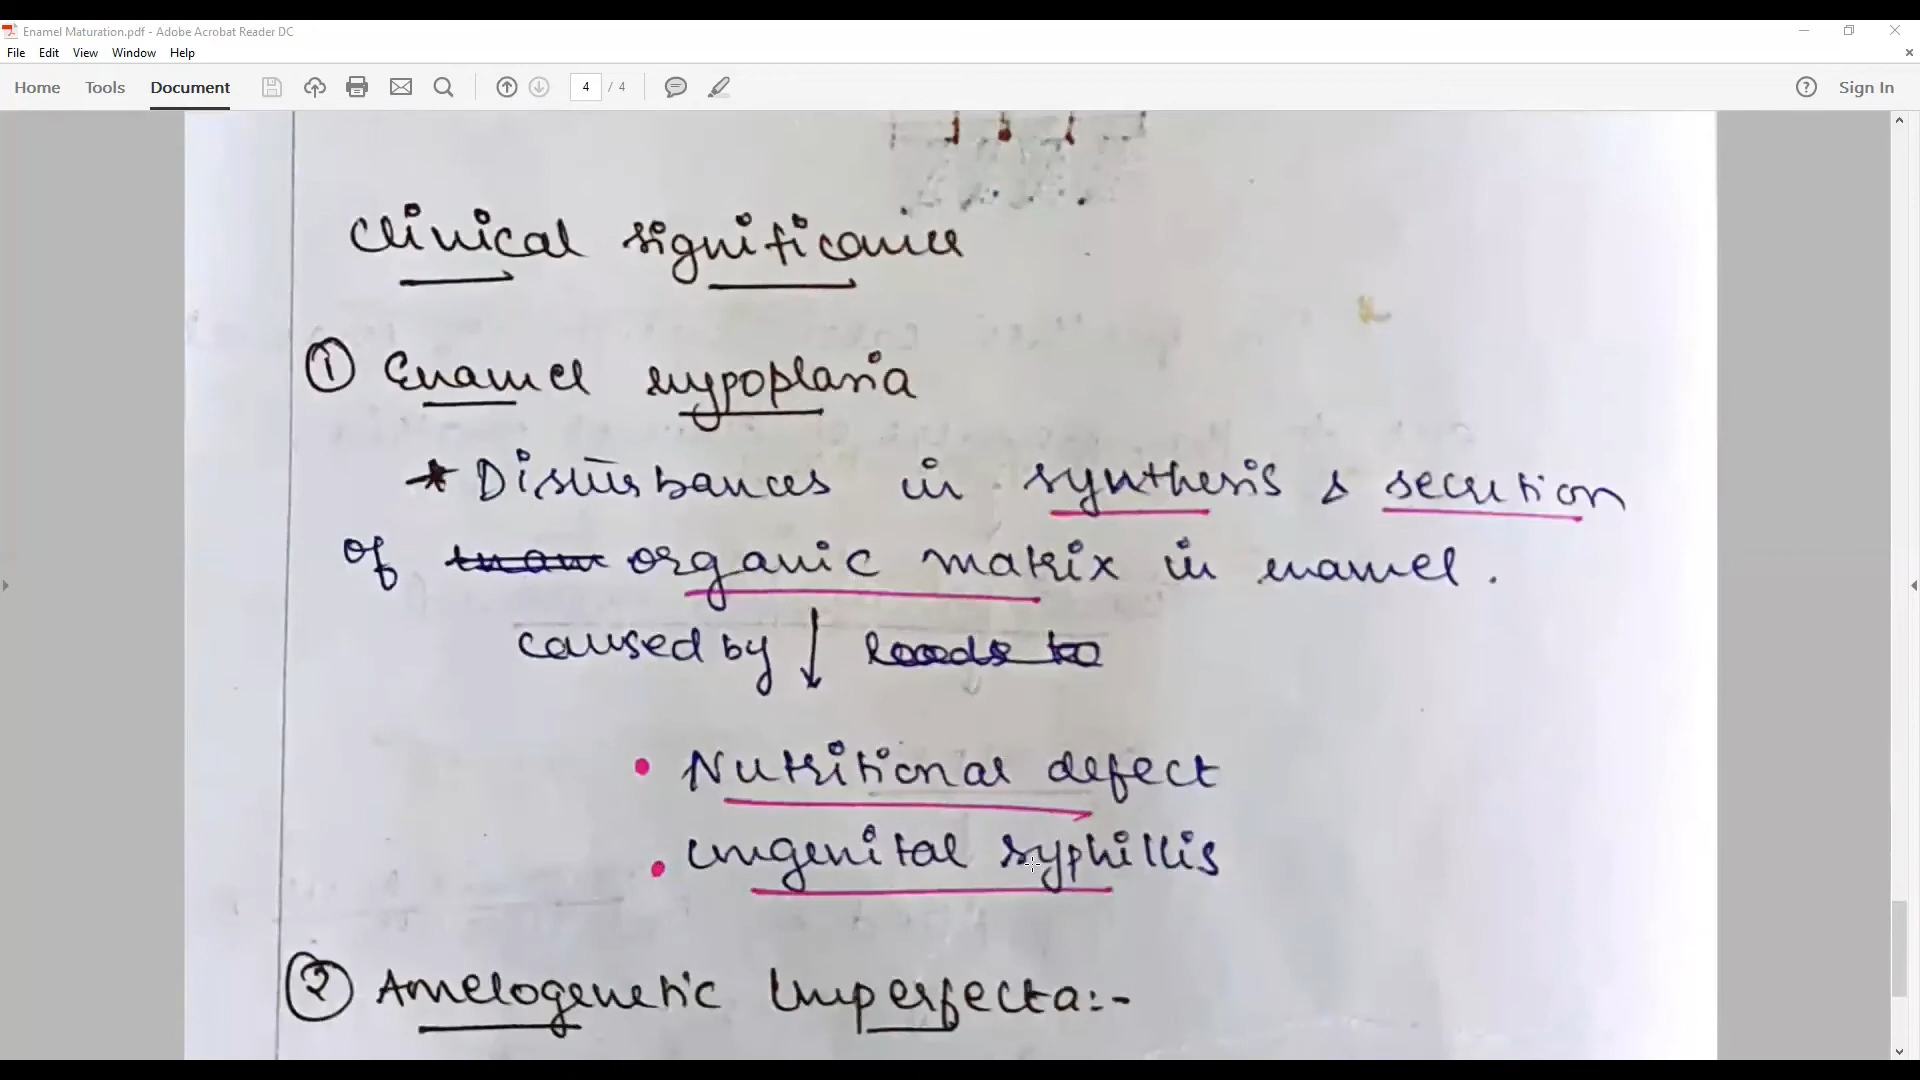 Enamel Maturation.pdf - Adobe Acrobat Reader DC
File Edit View Window Help
Home Tools Document 4 / 4 Sign In
Clinical significance
① Enamel hypoplasia
★ Disturbances in synthesis & secretion
of organic matrix in enamel.
caused by ↓ leads to
• Nutritional defect
• Congenital syphillis
② Amelogenetic Imperfecta:-